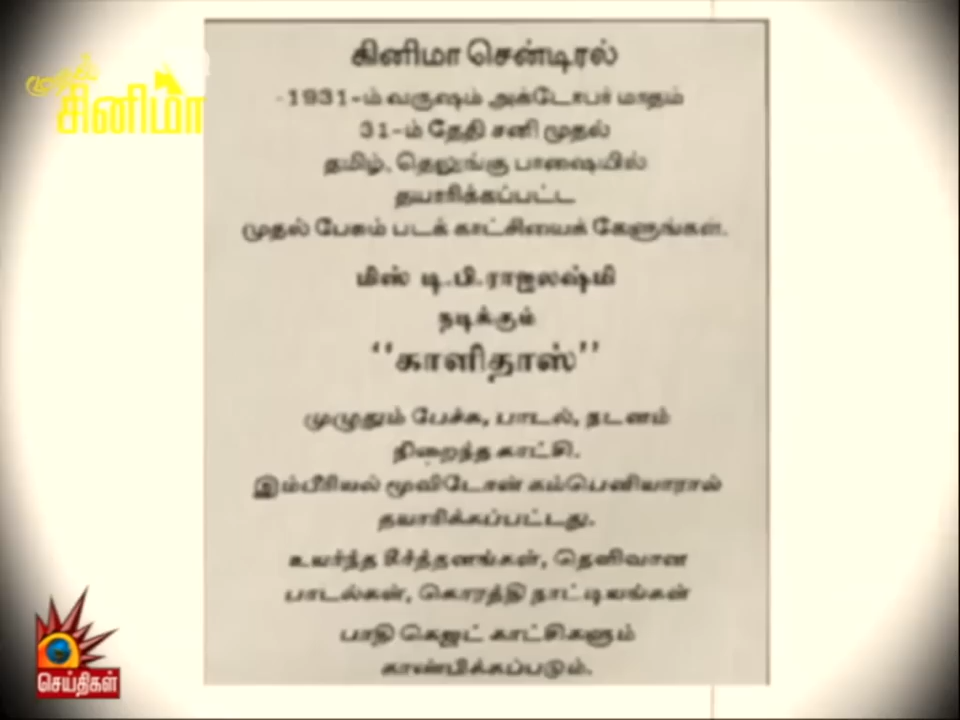 முதல்
சினிமா
கினிமா சென்டிரல்
1931-ம் வருஷம் அக்டோபர் மாதம்
31-ம் தேதி சனி முதல்
தமிழ், தெலுங்கு பாஷையில்
தயாரிக்கப்பட்ட
முதல் பேசும் படக் காட்சியைக் கேளுங்கள்.
மிஸ் டி.பி.ராஜலஷ்மி
நடிக்கும்
"காளிதாஸ்"
முழுதும் பேச்சு, பாடல், நடனம்
நிறைந்த காட்சி.
இம்பீரியல் மூவிடோன் கம்பெனியாரால்
தயாரிக்கப்பட்டது.
உயர்ந்த கீர்த்தனங்கள், தெளிவான
பாடல்கள், கொரத்தி நாட்டியங்கள்
பாதி கெஜட் காட்சிகளும்
காண்பிக்கப்படும்.
செய்திகள்